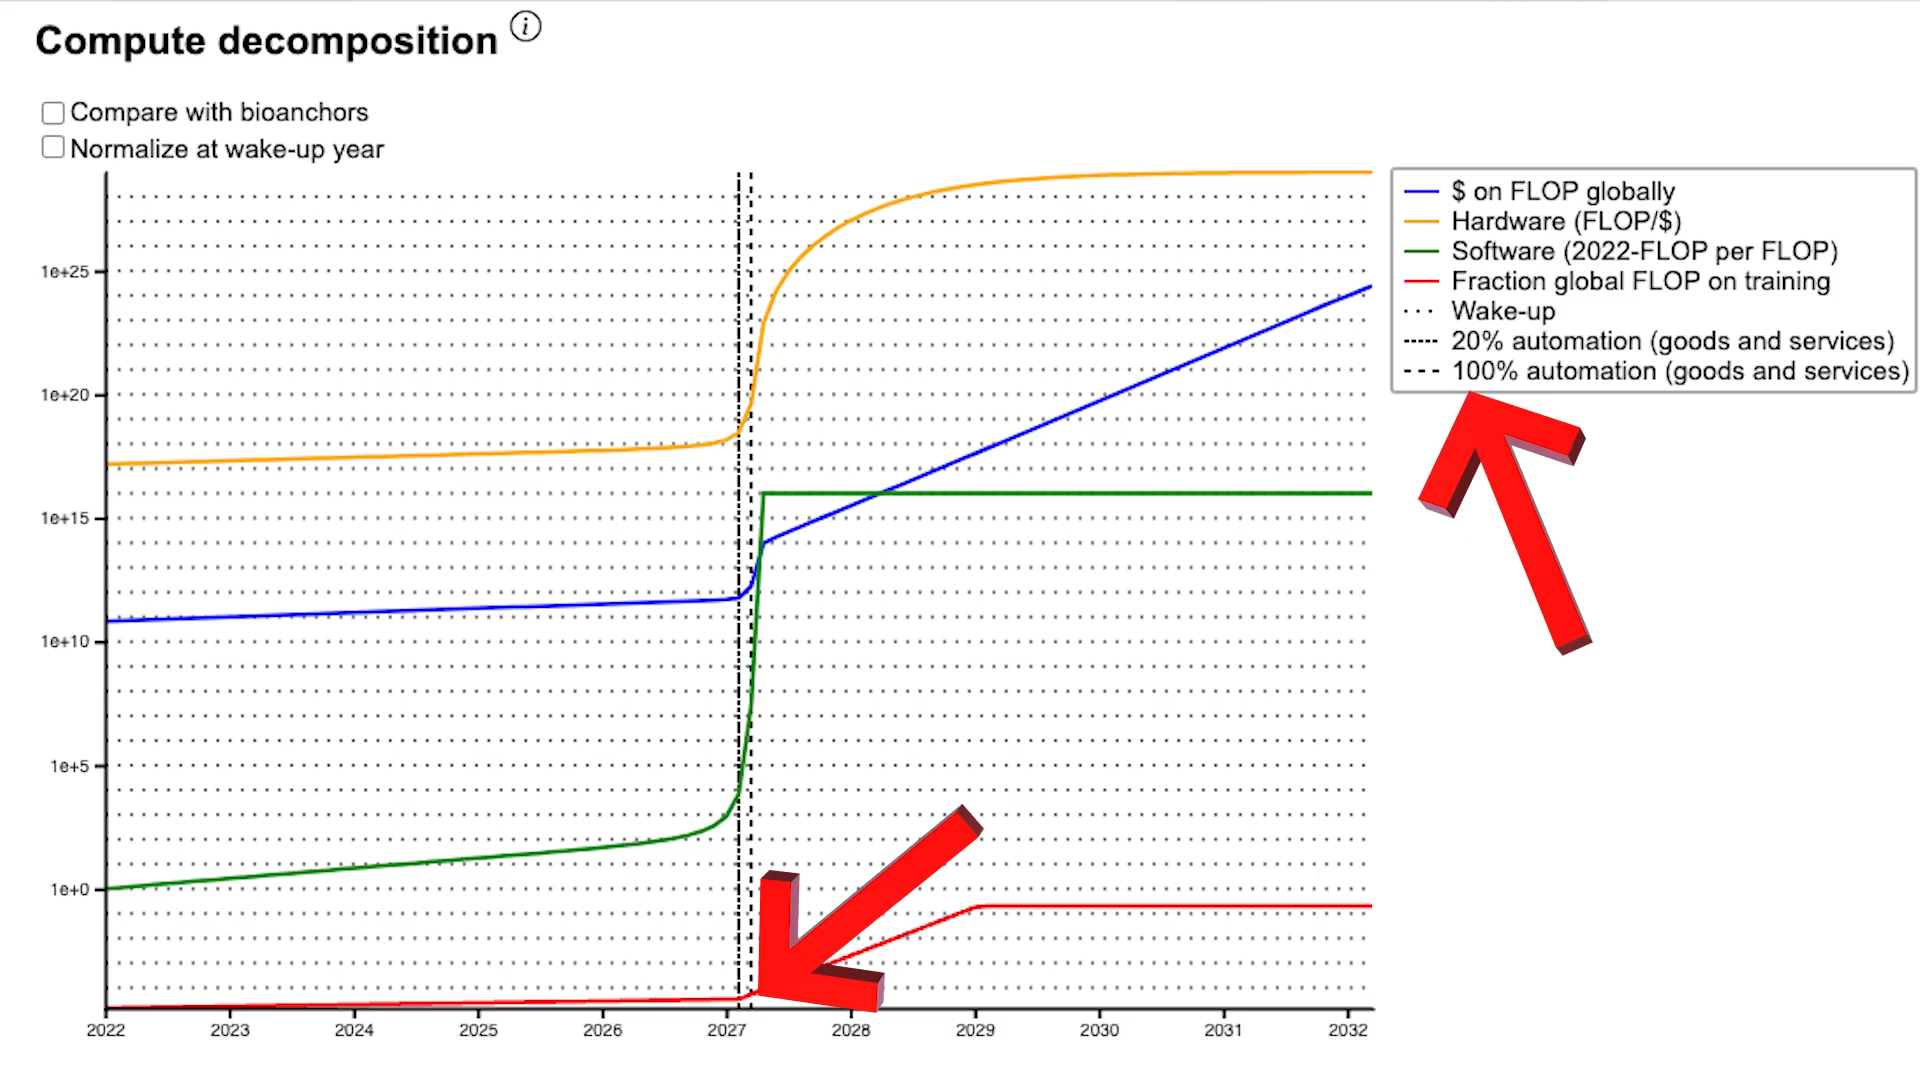 Compute decomposition i
Compare with bioanchors
Normalize at wake-up year
$ on FLOP globally
Hardware (FLOP/$)
Software (2022-FLOP per FLOP)
Fraction global FLOP on training
Wake-up
20% automation (goods and services)
100% automation (goods and services)
1e+25
1e+20
1e+15
1e+10
1e+5
1e+0
2022 2023 2024 2025 2026 2027 2028 2029 2030 2031 2032